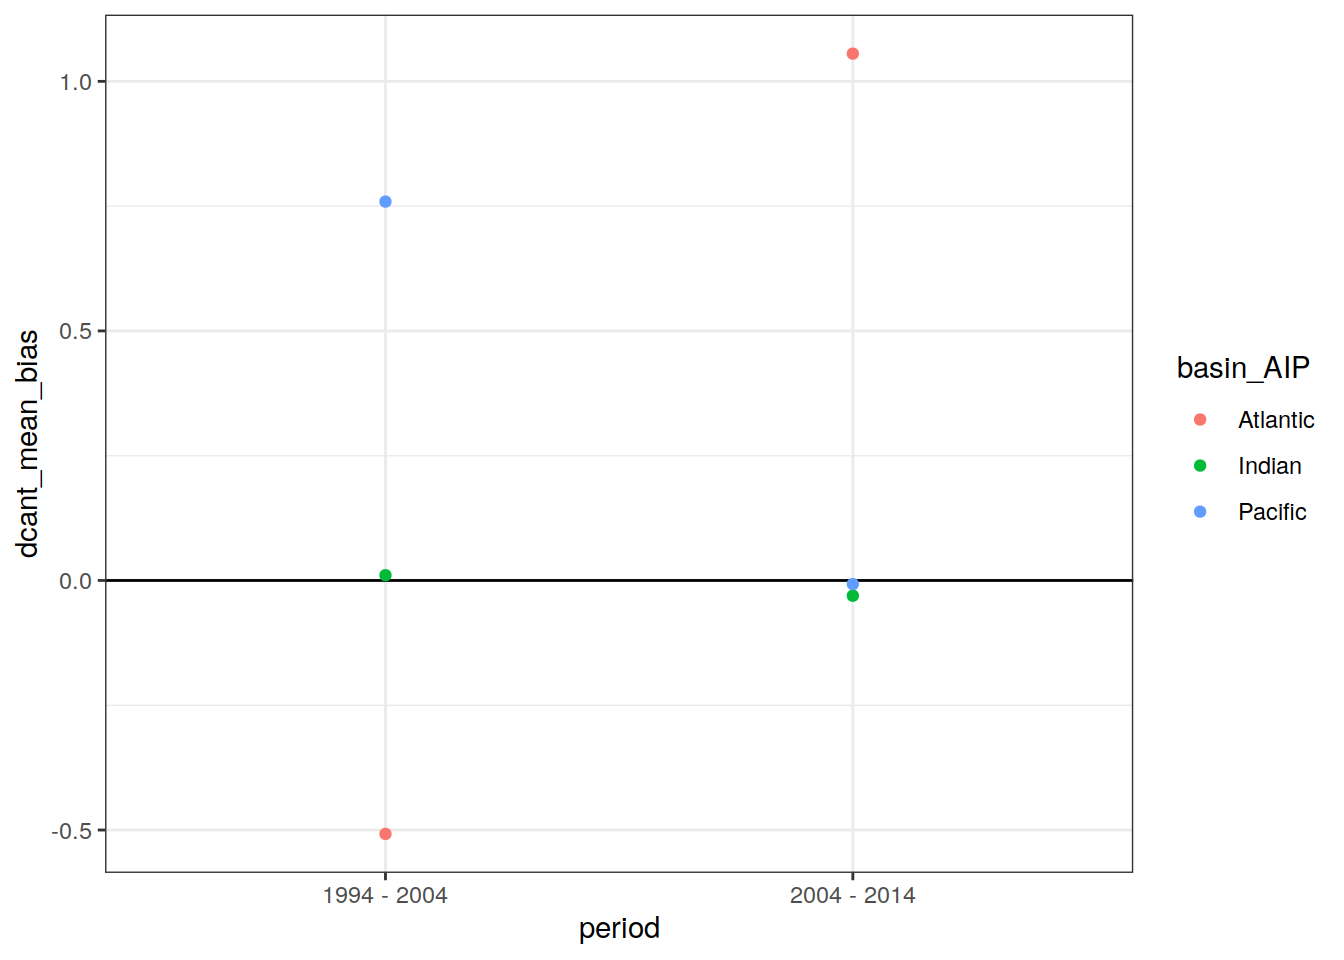 dcant_mean_bias
1.0
0.5
0.0
-0.5
1994 - 2004
2004 - 2014
period
basin_AIP
Atlantic
Indian
Pacific